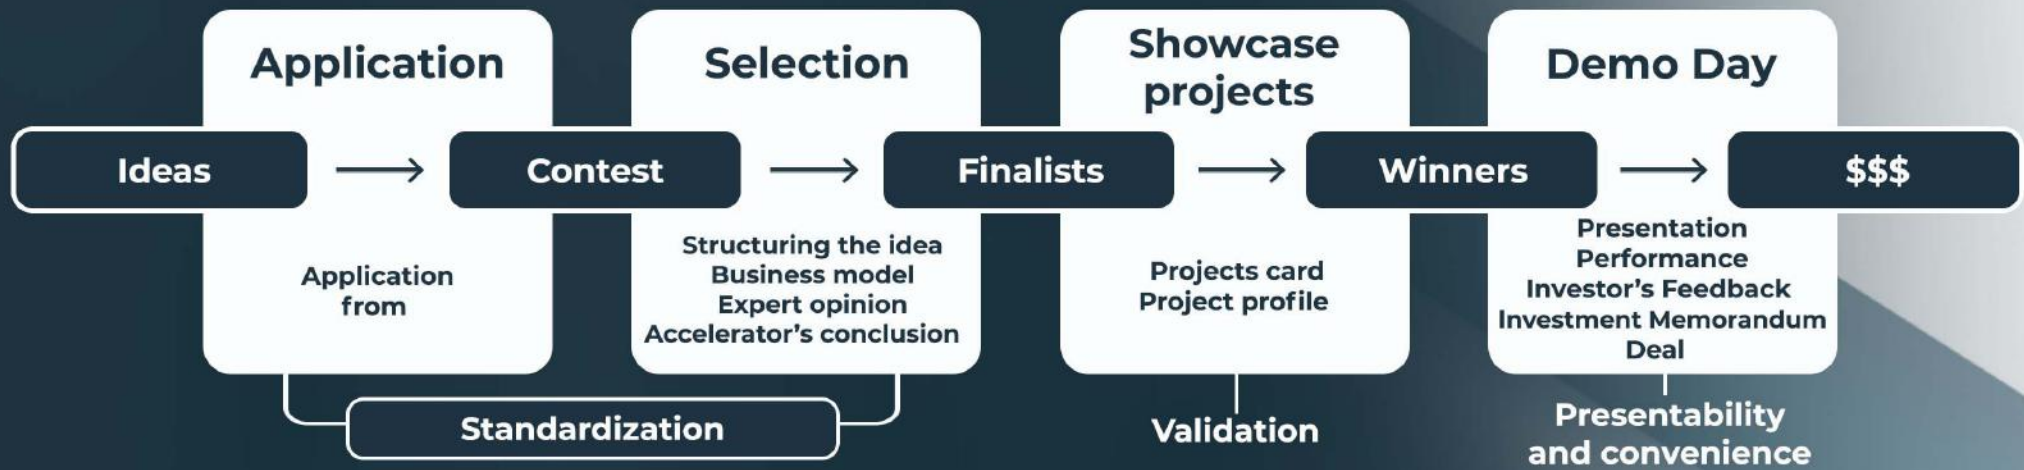 Application
Selection
Showcase
projects
Demo Day
Ideas
Contest
Finalists
Winners
$$$
Application
from
Structuring the idea
Business model
Expert opinion
Accelerator's conclusion
Projects card
Project profile
Presentation
Performance
Investor's Feedback
Investment Memorandum
Deal
Standardization
Validation
Presentability
and convenience